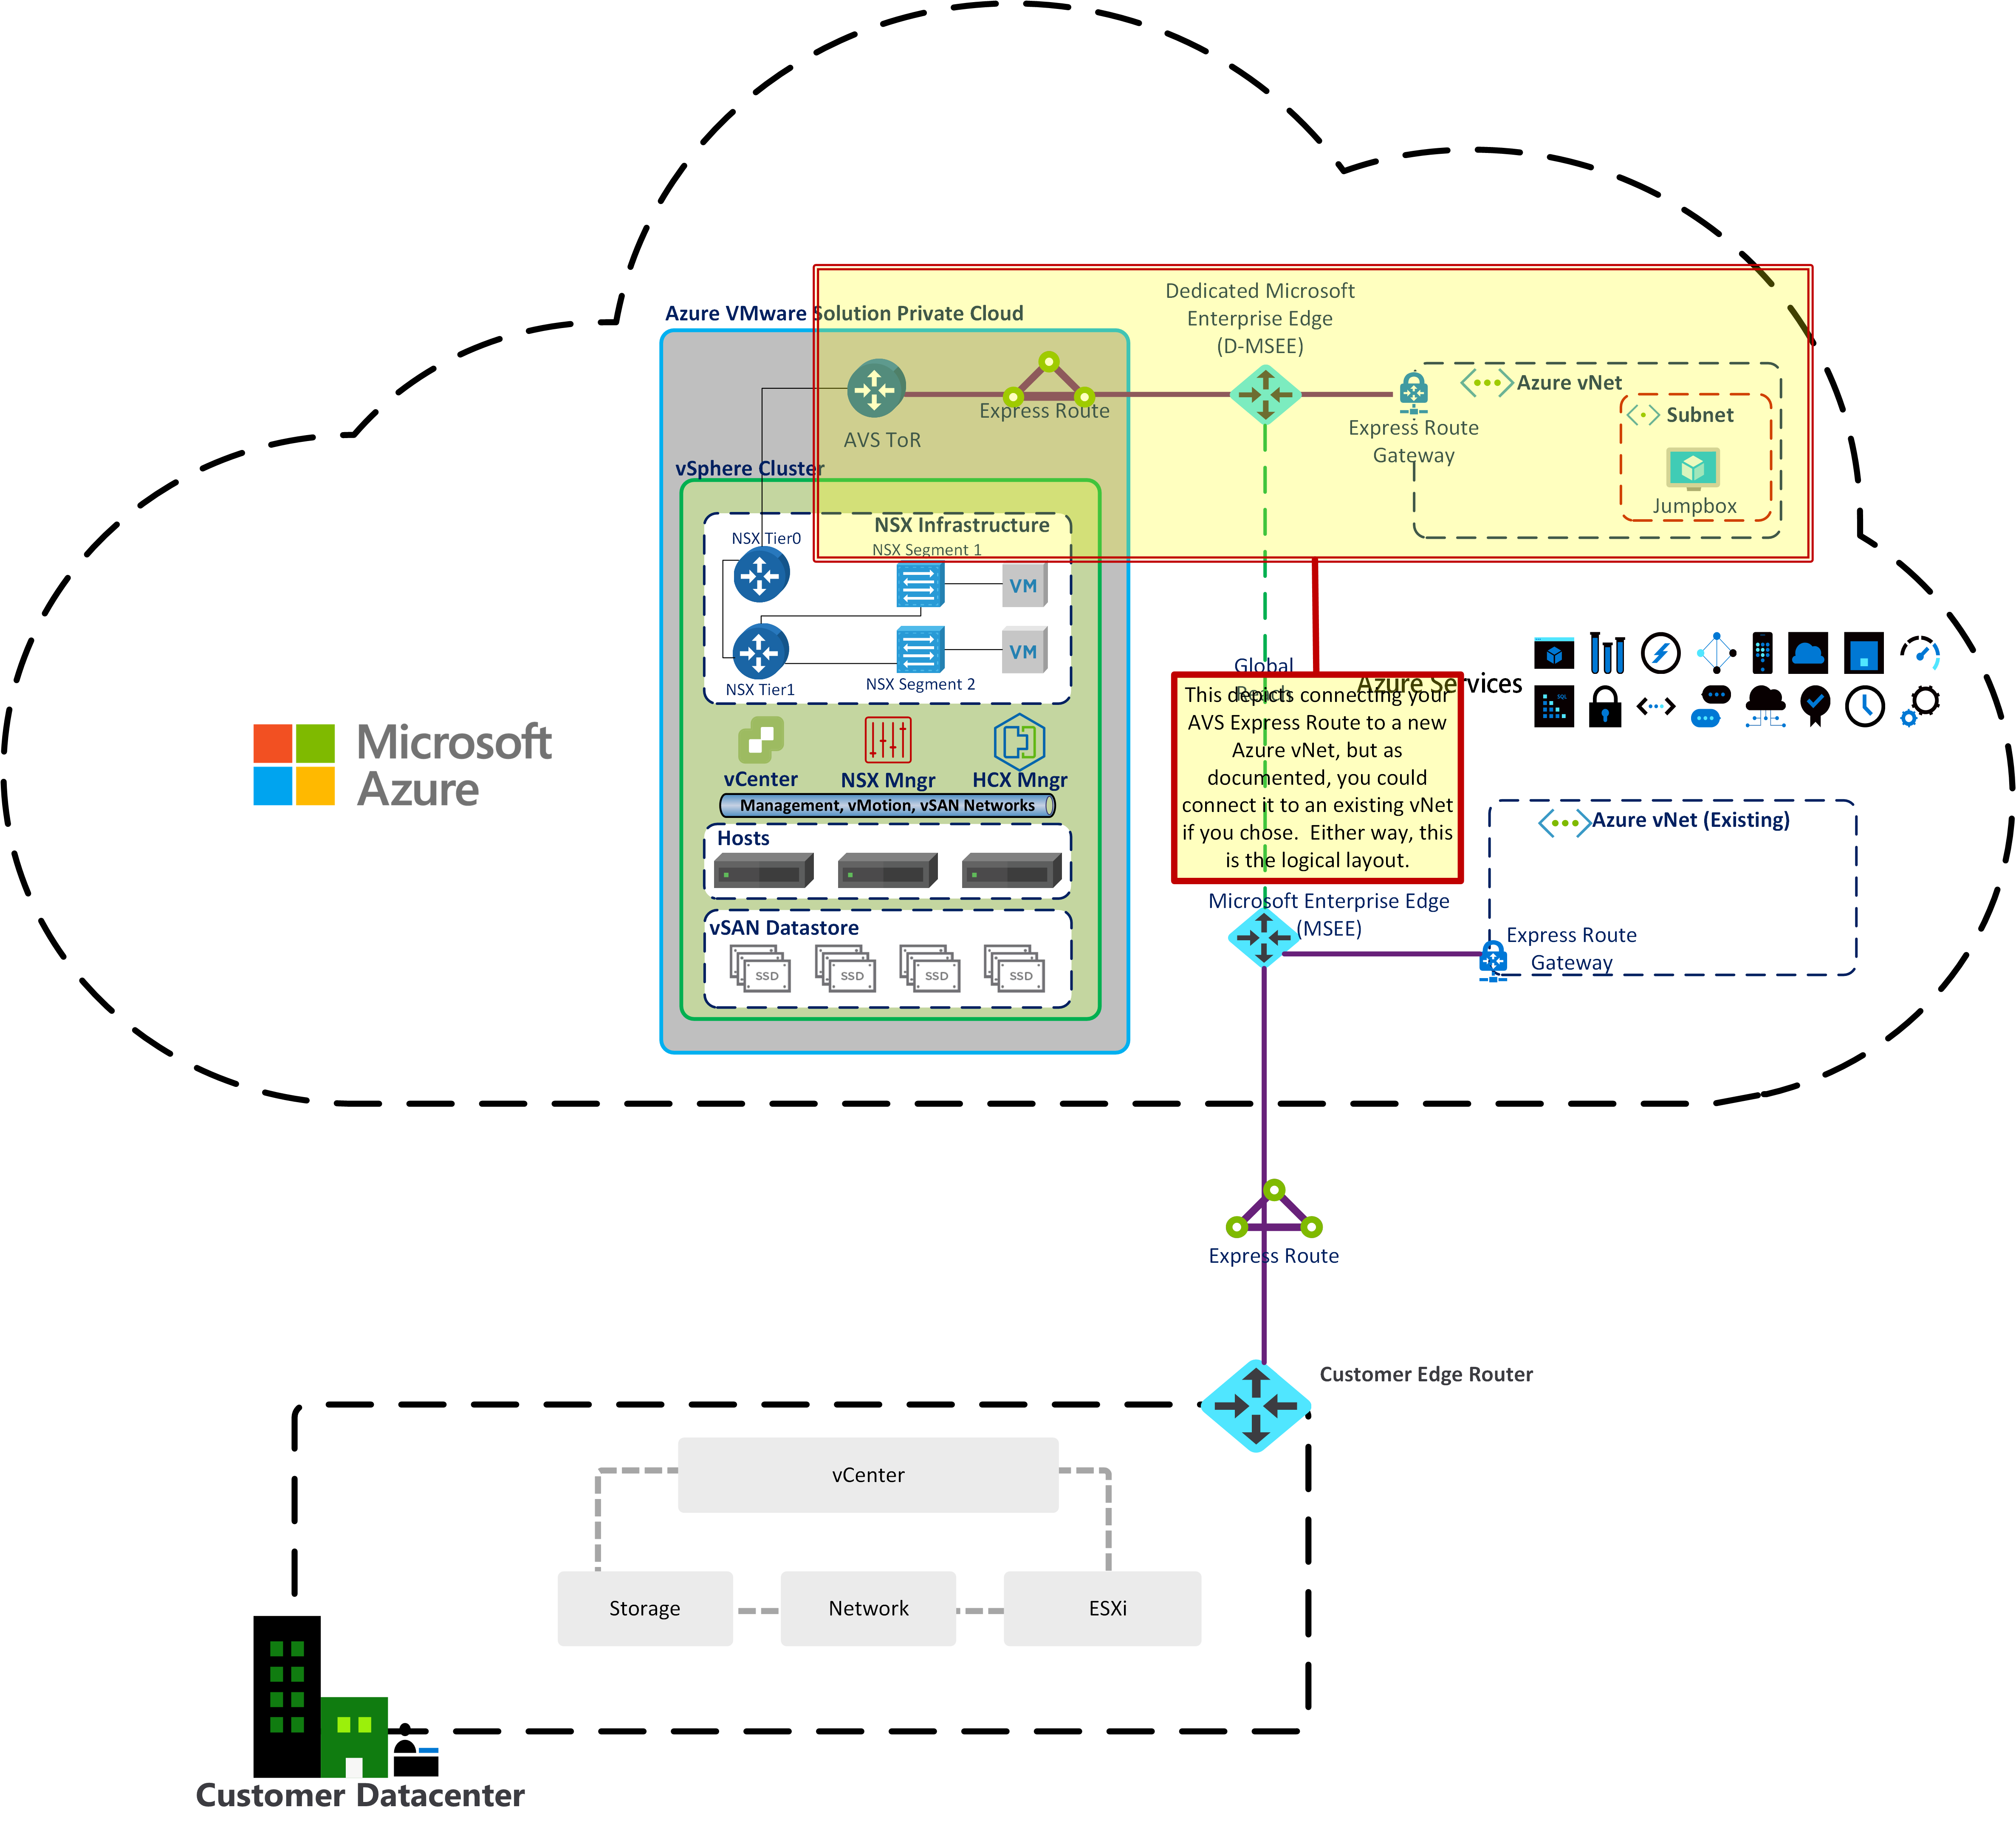 Dedicated Microsoft
Enterprise Edge
(D-MSEE)
Azure VMware Solution Private Cloud
Azure vNet
Express Route
Subnet
AVS ToR
Express Route
Gateway
vSphere Cluster
Jumpbox
NSX Infrastructure
NSX Tier0
NSX Segment 1
VM
VM
NSX Tier1
NSX Segment 2
Global
Reach
Azure Services
SQL
This depicts connecting your
AVS Express Route to a new
Azure vNet, but as
documented, you could
connect it to an existing vNet
if you chose.  Either way, this
is the logical layout.
Microsoft
Azure
vCenter
NSX Mngr
HCX Mngr
Management, vMotion, vSAN Networks
Hosts
Azure vNet (Existing)
vSAN Datastore
SSD
SSD
SSD
SSD
Microsoft Enterprise Edge
(MSEE)
Express Route
Gateway
Express Route
Customer Edge Router
vCenter
Storage
Network
ESXi
Customer Datacenter